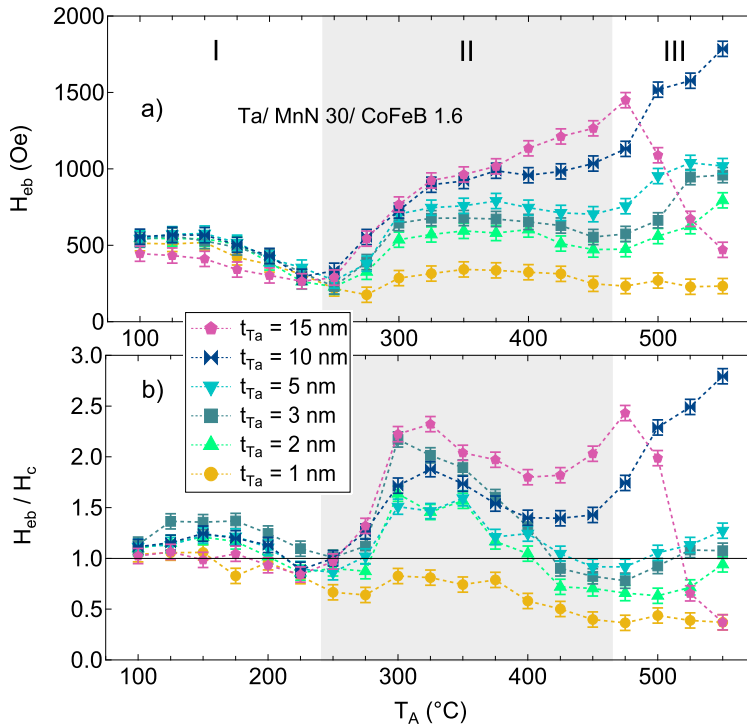 2000
1500
1000
500
0
H_eb (Oe)
I
II
III
a)
Ta/ MnN 30/ CoFeB 1.6
100
300
400
500
t_Ta = 15 nm
t_Ta = 10 nm
t_Ta = 5 nm
t_Ta = 3 nm
t_Ta = 2 nm
t_Ta = 1 nm
3.0
2.5
2.0
1.5
1.0
0.5
0.0
H_eb / H_c
b)
100
200
300
400
500
T_A (°C)